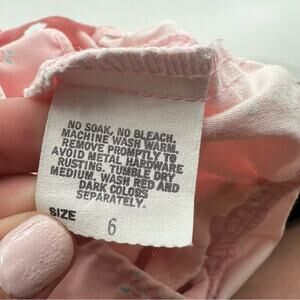 NO SOAK, NO BLEACH,
MACHINE WASH WARM.
REMOVE PROMPTLY TO
AVOID METAL HARDWARE
RUSTING. TUMBLE DRY
MEDIUM. WASH RED AND
DARK COLORS
SEPARATELY.
SIZE
6